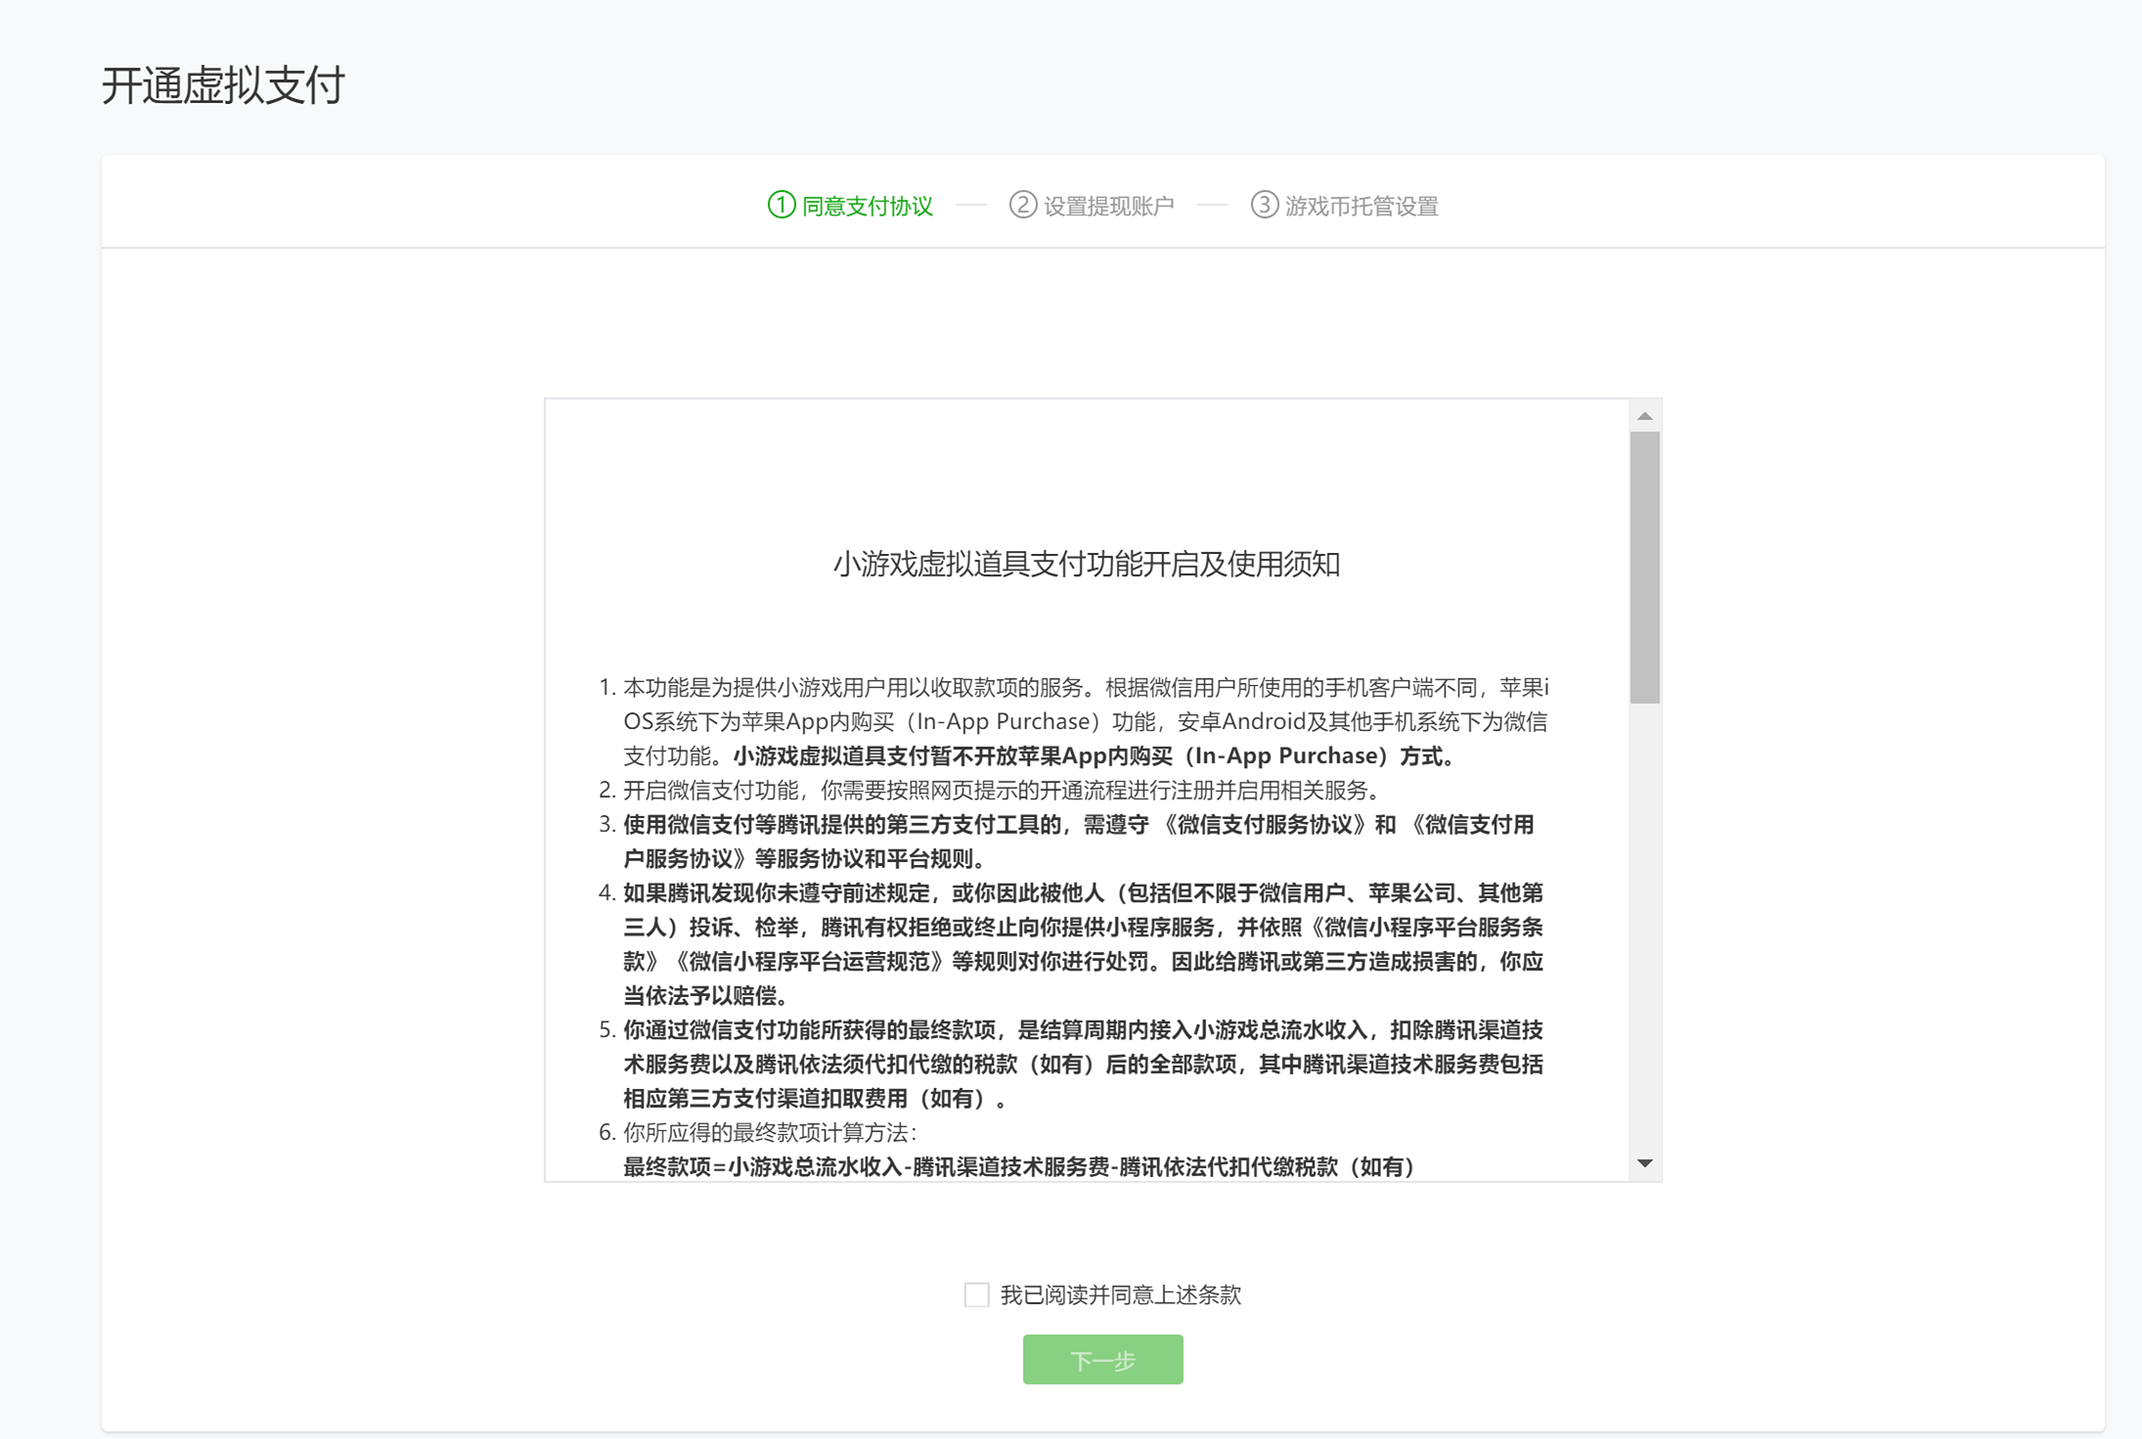 开通虚拟支付
① 同意支付协议 — ② 设置提现账户 — ③ 游戏币托管设置
小游戏虚拟道具支付功能开启及使用须知
1. 本功能是为提供小游戏用户用以收取款项的服务。根据微信用户所使用的手机客户端不同，苹果i
OS系统下为苹果App内购买（In-App Purchase）功能，安卓Android及其他手机系统下为微信
支付功能。小游戏虚拟道具支付暂不开放苹果App内购买（In-App Purchase）方式。
2. 开启微信支付功能，你需要按照网页提示的开通流程进行注册并启用相关服务。
3. 使用微信支付等腾讯提供的第三方支付工具的，需遵守 《微信支付服务协议》和 《微信支付用
户服务协议》等服务协议和平台规则。
4. 如果腾讯发现你未遵守前述规定，或你因此被他人（包括但不限于微信用户、苹果公司、其他第
三人）投诉、检举，腾讯有权拒绝或终止向你提供小程序服务，并依照《微信小程序平台服务条
款》《微信小程序平台运营规范》等规则对你进行处罚。因此给腾讯或第三方造成损害的，你应
当依法予以赔偿。
5. 你通过微信支付功能所获得的最终款项，是结算周期内接入小游戏总流水收入，扣除腾讯渠道技
术服务费以及腾讯依法须代扣代缴的税款（如有）后的全部款项，其中腾讯渠道技术服务费包括
相应第三方支付渠道扣取费用（如有）。
6. 你所应得的最终款项计算方法：
最终款项=小游戏总流水收入-腾讯渠道技术服务费-腾讯依法代扣代缴税款（如有）
我已阅读并同意上述条款
下一步